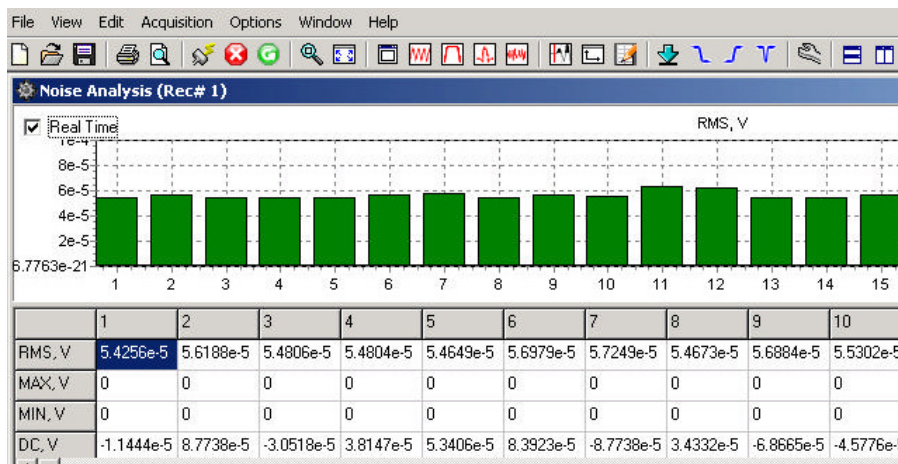 File View Edit Acquisition Options Window Help
Noise Analysis (Rec# 1)
Real Time
RMS, V
1e-4
8e-5
6e-5
4e-5
2e-5
6.7763e-21
1 2 3 4 5 6 7 8 9 10 11 12 13 14 15
1 2 3 4 5 6 7 8 9 10
RMS, V 5.4256e-5 5.6188e-5 5.4806e-5 5.4804e-5 5.4649e-5 5.6979e-5 5.7249e-5 5.4673e-5 5.6884e-5 5.5302e-5
MAX, V 0 0 0 0 0 0 0 0 0 0
MIN, V 0 0 0 0 0 0 0 0 0 0
DC, V -1.1444e-5 8.7738e-5 -3.0518e-5 3.8147e-5 5.3406e-5 8.3923e-5 -8.7738e-5 3.4332e-5 -6.8665e-5 -4.5776e-